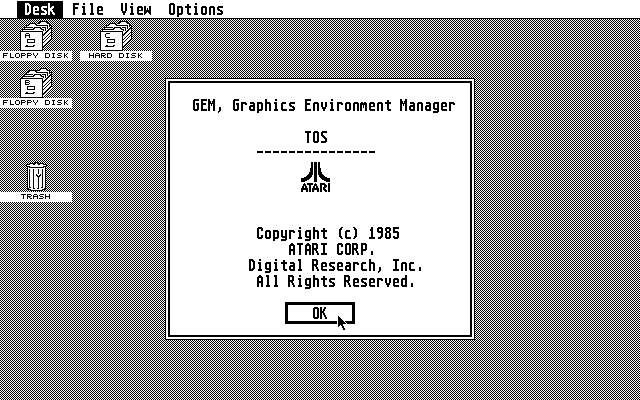 Desk File View Options
FLOPPY DISK HARD DISK
FLOPPY DISK
TRASH
GEM, Graphics Environment Manager
TOS
---------------
ATARI
Copyright (c) 1985
ATARI CORP.
Digital Research, Inc.
All Rights Reserved.
OK